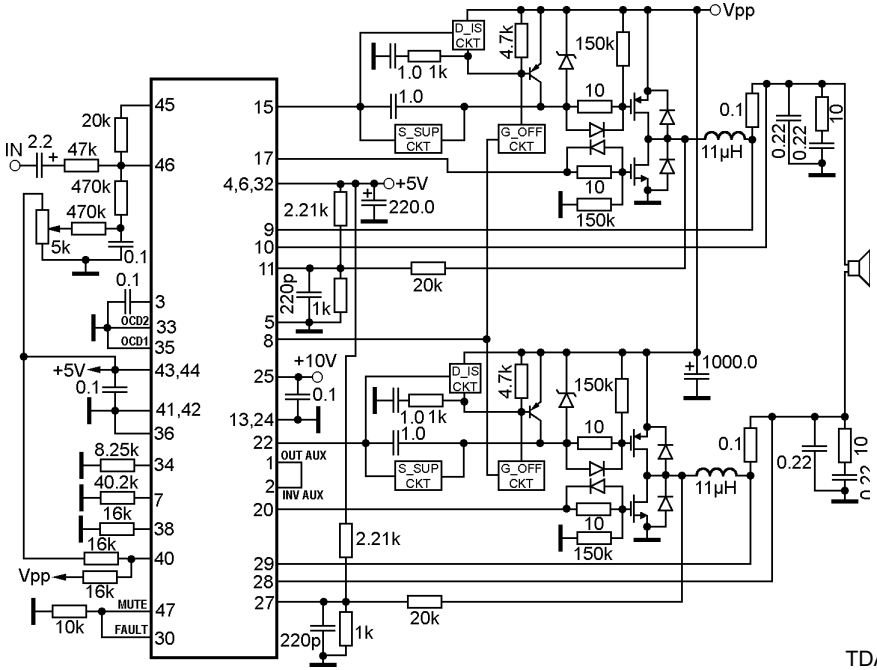 Vpp
D_IS
CKT
4.7k
150k
1.0 1k
1.0
10
S_SUP
CKT
G_OFF
CKT
10
150k
0.1
11µH
0.22
0.22
10
IN
2.2
+
47k
20k
470k
470k
5k
0.1
0.1
45
46
3
OCD2
33
OCD1
35
+5V
43,44
0.1
41,42
36
8.25k
34
40.2k
7
16k
38
16k
40
Vpp
16k
MUTE
47
10k
FAULT
30
15
17
4,6,32
+5V
+
220.0
2.21k
9
10
11
20k
220p
1k
5
8
+10V
25
0.1
13,24
22
1
OUT AUX
2
INV AUX
20
29
28
27
2.21k
20k
220p
1k
+
1000.0
D_IS
CKT
4.7k
150k
1.0 1k
1.0
10
S_SUP
CKT
G_OFF
CKT
10
150k
0.1
11µH
0.22
10
0.22
TDA